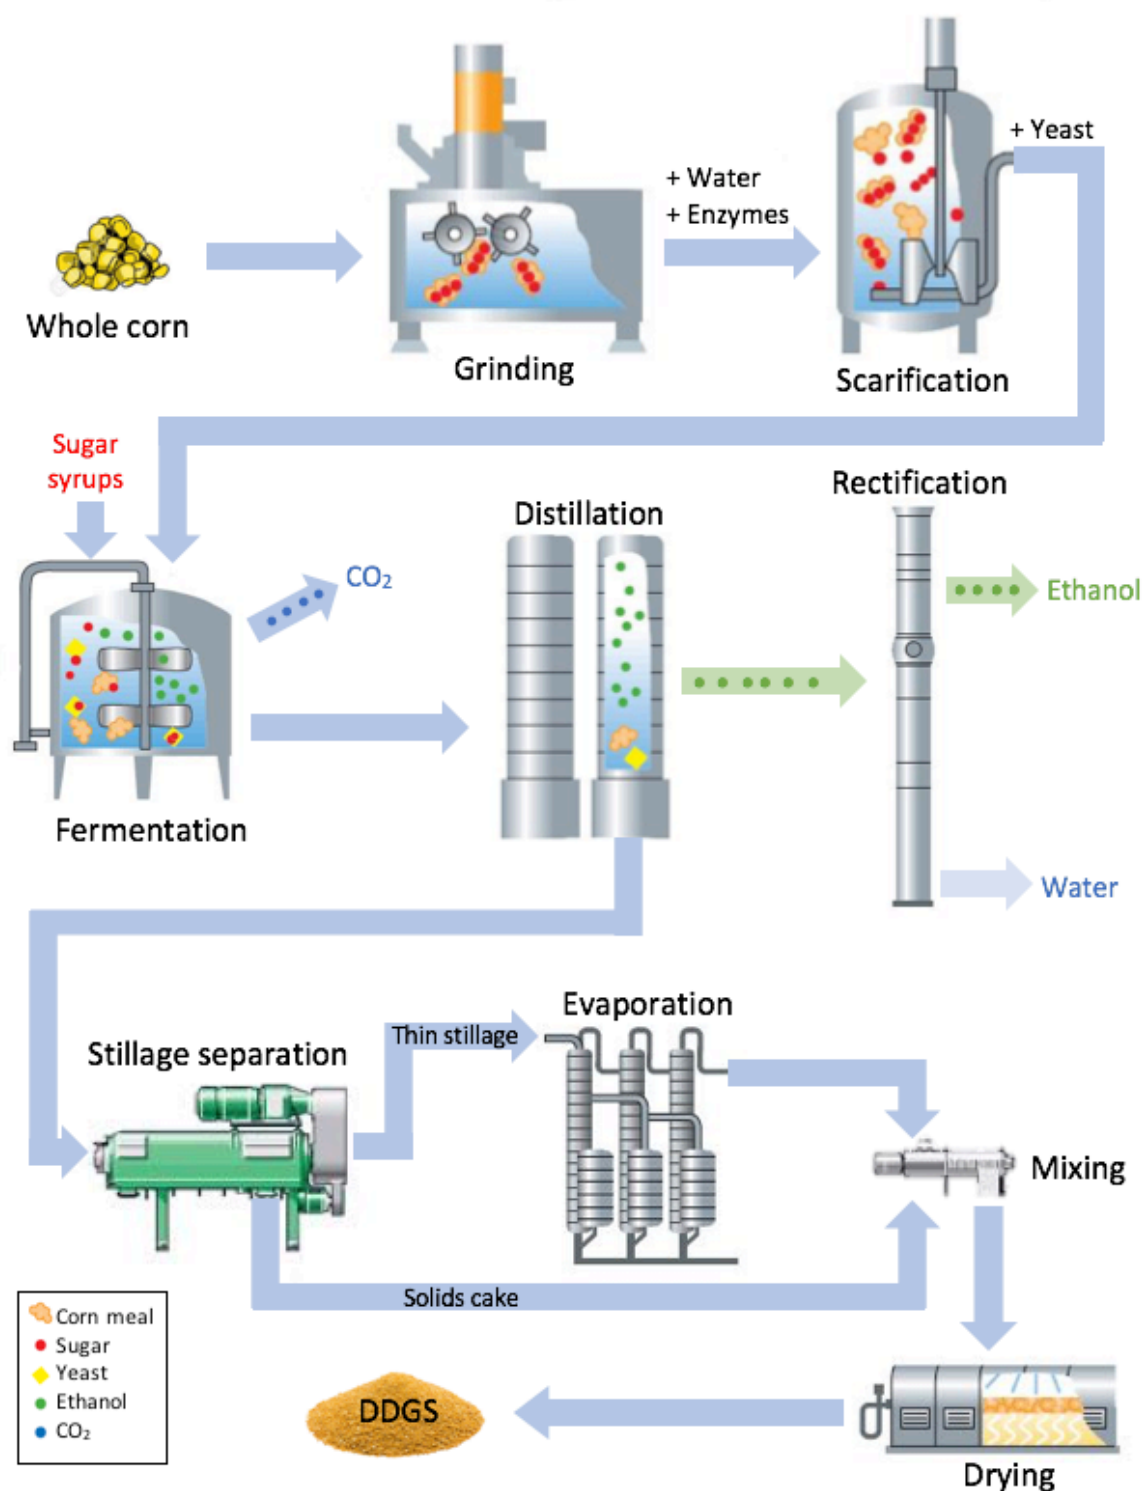 + Yeast
+ Water
+ Enzymes
Whole corn
Grinding
Scarification
Sugar
syrups
Rectification
Distillation
CO₂
Ethanol
Fermentation
Water
Evaporation
Thin stillage
Stillage separation
Mixing
Solids cake
Corn meal
Sugar
Yeast
Ethanol
CO₂
DDGS
Drying